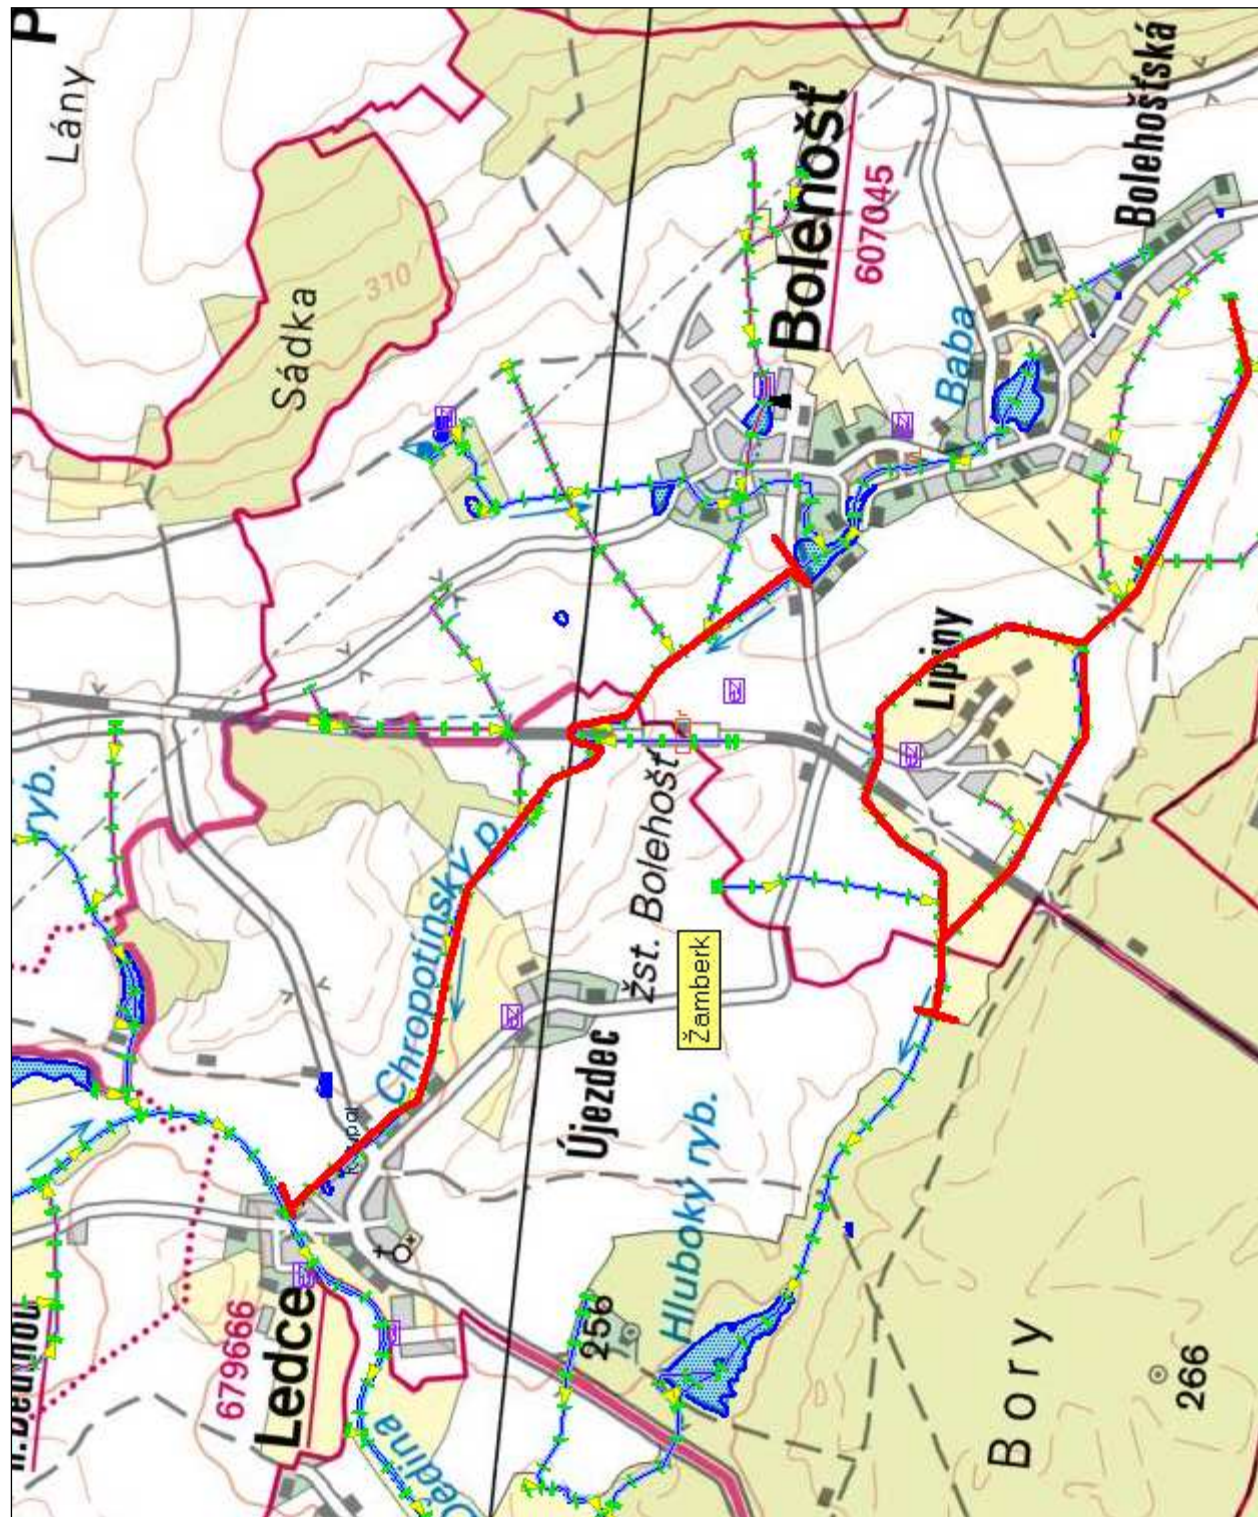 Lány
Sádka
310
Bolehošť
607045
Bolehošťská
Baba
Lipiny
ryb.
Chropotínský p.
žst. Bolehošť
Žamberk
Újezdec
Hluboký ryb.
256
Ledce
679666
Dědina
Bory
266